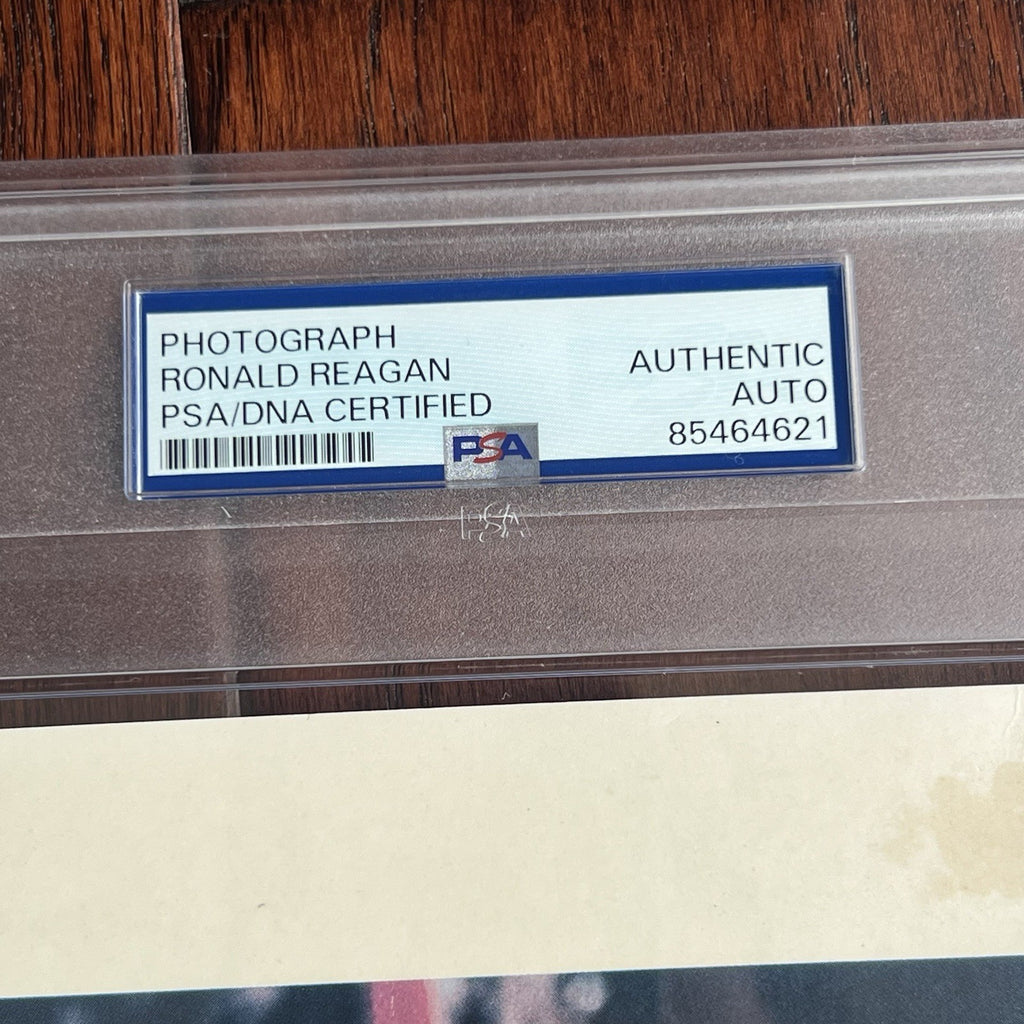 PHOTOGRAPH
RONALD REAGAN
PSA/DNA CERTIFIED
AUTHENTIC
AUTO
85464621
PSA
PSA